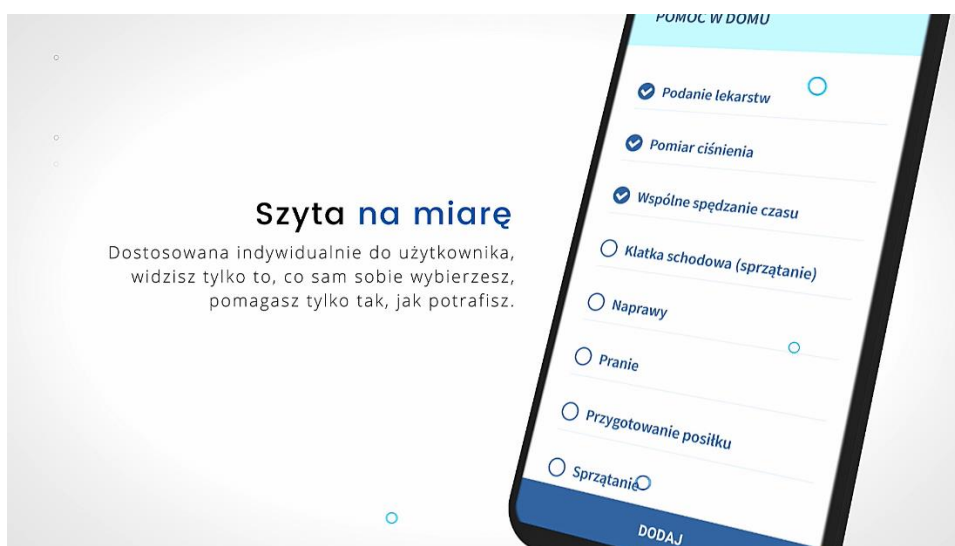 Szyta na miarę
Dostosowana indywidualnie do użytkownika,
widzisz tylko to, co sam sobie wybierzesz,
pomagasz tylko tak, jak potrafisz.
POMOC W DOMU
Podanie lekarstw
Pomiar ciśnienia
Wspólne spędzanie czasu
Klatka schodowa (sprzątanie)
Naprawy
Pranie
Przygotowanie posiłku
Sprzątanie
DODAJ